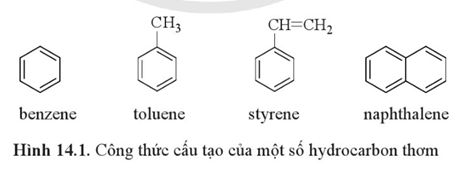 CH3
CH=CH2
benzene toluene styrene naphthalene
Hình 14.1. Công thức cấu tạo của một số hydrocarbon thơm